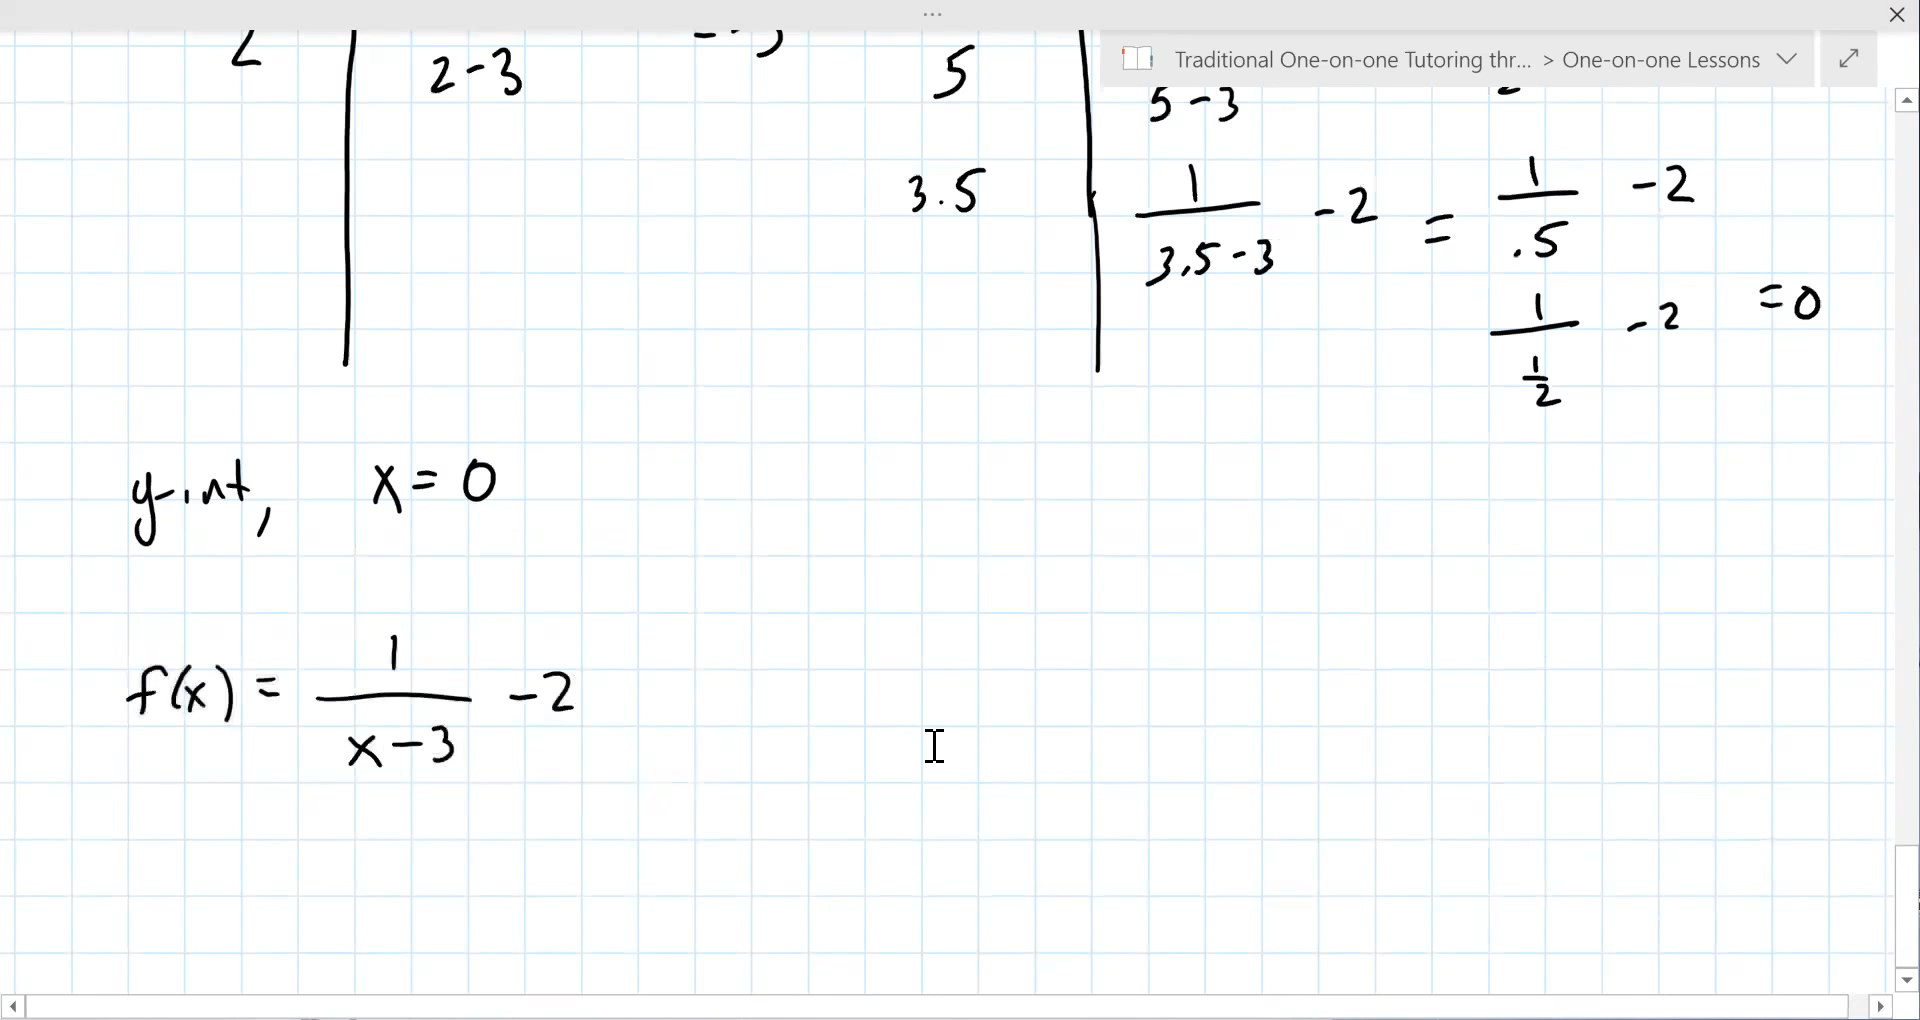 ...
Traditional One-on-one Tutoring thr... > One-on-one Lessons
2 2-3 5 5-3
3.5 1/(3.5-3) -2 = 1/.5 -2
1/(1/2) -2 =0
y-int, x=0
f(x) = 1/(x-3) -2